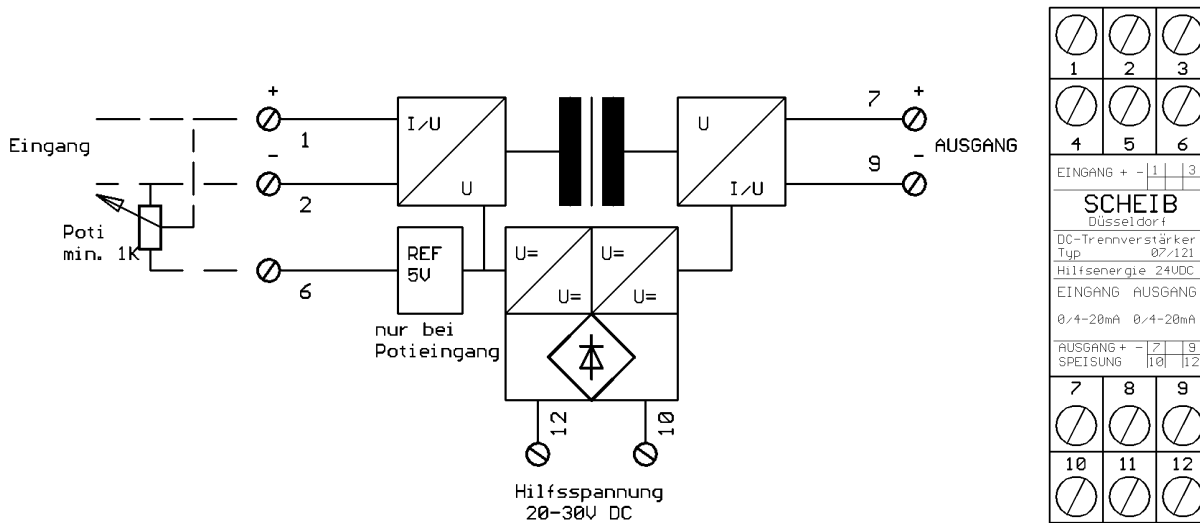 Eingang
+
1
-
2
Poti
min. 1K
6
I/U
U
REF
5V
nur bei
Potieingang
U=
U=
U=
U=
12
10
Hilfsspannung
20-30V DC
U
I/U
7
+
9
-
AUSGANG
1 2 3
4 5 6
EINGANG + - 1 3
SCHEIB
Düsseldorf
DC-Trennverstärker
Typ 07/121
Hilfsenergie 24VDC
EINGANG AUSGANG
0/4-20mA 0/4-20mA
AUSGANG + - 7 9
SPEISUNG 10 12
7 8 9
10 11 12